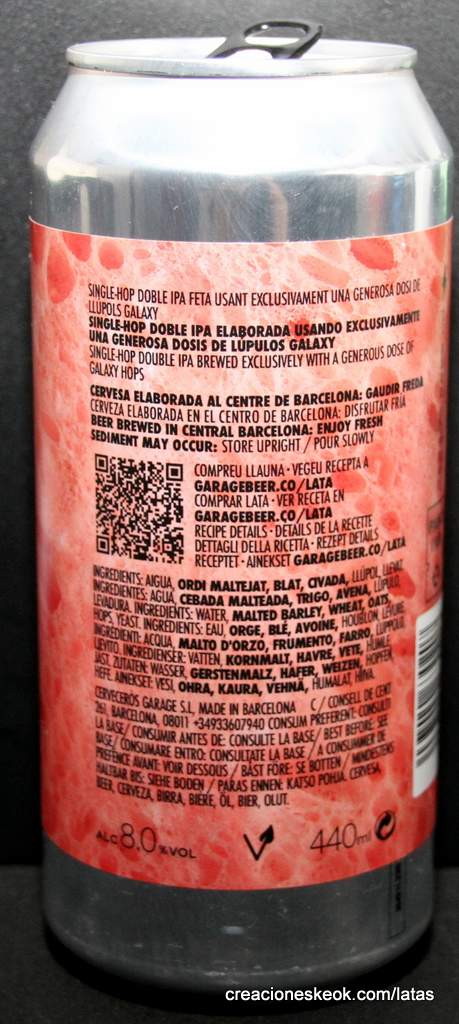 SINGLE-HOP DOBLE IPA FETA USANT EXCLUSIVAMENT UNA GENEROSA DOSI DE
LLUPOLS GALAXY
SINGLE-HOP DOBLE IPA ELABORADA USANDO EXCLUSIVAMENTE
UNA GENEROSA DOSIS DE LÚPULOS GALAXY
SINGLE-HOP DOUBLE IPA BREWED EXCLUSIVELY WITH A GENEROUS DOSE OF
GALAXY HOPS
CERVESA ELABORADA AL CENTRE DE BARCELONA: GAUDIR FREDA
CERVEZA ELABORADA EN EL CENTRO DE BARCELONA: DISFRUTAR FRÍA
BEER BREWED IN CENTRAL BARCELONA: ENJOY FRESH
SEDIMENT MAY OCCUR: STORE UPRIGHT / POUR SLOWLY
COMPREU LLAUNA · VEGEU RECEPTA A
GARAGEBEER.CO/LATA
COMPRAR LATA · VER RECETA EN
GARAGEBEER.CO/LATA
RECIPE DETAILS · DETAILS DE LA RECETTE
DETTAGLI DELLA RICETTA · REZEPT DETAILS
RECEPTET · AINEKSET GARAGEBEER.CO/LATA
INGREDIENTS: AIGUA, ORDI MALTEJAT, BLAT, CIVADA, LLÚPOL, LLEVAT.
INGREDIENTES: AGUA, CEBADA MALTEADA, TRIGO, AVENA, LÚPULO,
LEVADURA. INGREDIENTS: WATER, MALTED BARLEY, WHEAT, OATS,
HOPS, YEAST. INGREDIENTS: EAU, ORGE, BLÉ, AVOINE, HOUBLON, LEVURE.
INGREDIENTI: ACQUA, MALTO D'ORZO, FRUMENTO, FARRO, LUPPOLO,
LIEVITO. INGREDIENSER: VATTEN, KORNMALT, HAVRE, VETE, HUMLE,
JÄST. ZUTATEN: WASSER, GERSTENMALZ, HAFER, WEIZEN, HOPFEN,
HEFE. AINEKSET: VESI, OHRA, KAURA, VEHNÄ, HUMALAT, HIIVA.
CERVECERÓS GARAGE S.L, MADE IN BARCELONA C/ CONSELL DE CENT
261, BARCELONA, 08011 +34933607940 CONSUM PREFERENT: CONSULTI
LA BASE/ CONSUMIR ANTES DE: CONSULTE LA BASE/ BEST BEFORE: SEE
BASE/ CONSUMARE ENTRO: CONSULTATE LA BASE / A CONSUMMER DE
PREFÉNCE AVANT: VOIR DESSOUS / BÄST FÖRE: SE BOTTEN / MINDESTENS
HALTBAR BIS: SIEHE BODEN / PARAS ENNEN: KATSO POHJA. CERVESA,
BEER, CERVEZA, BIRRA, BIERE, ÖL, BIER, OLUT.
ALC 8.0 % VOL
440ml
creacioneskeok.com/latas